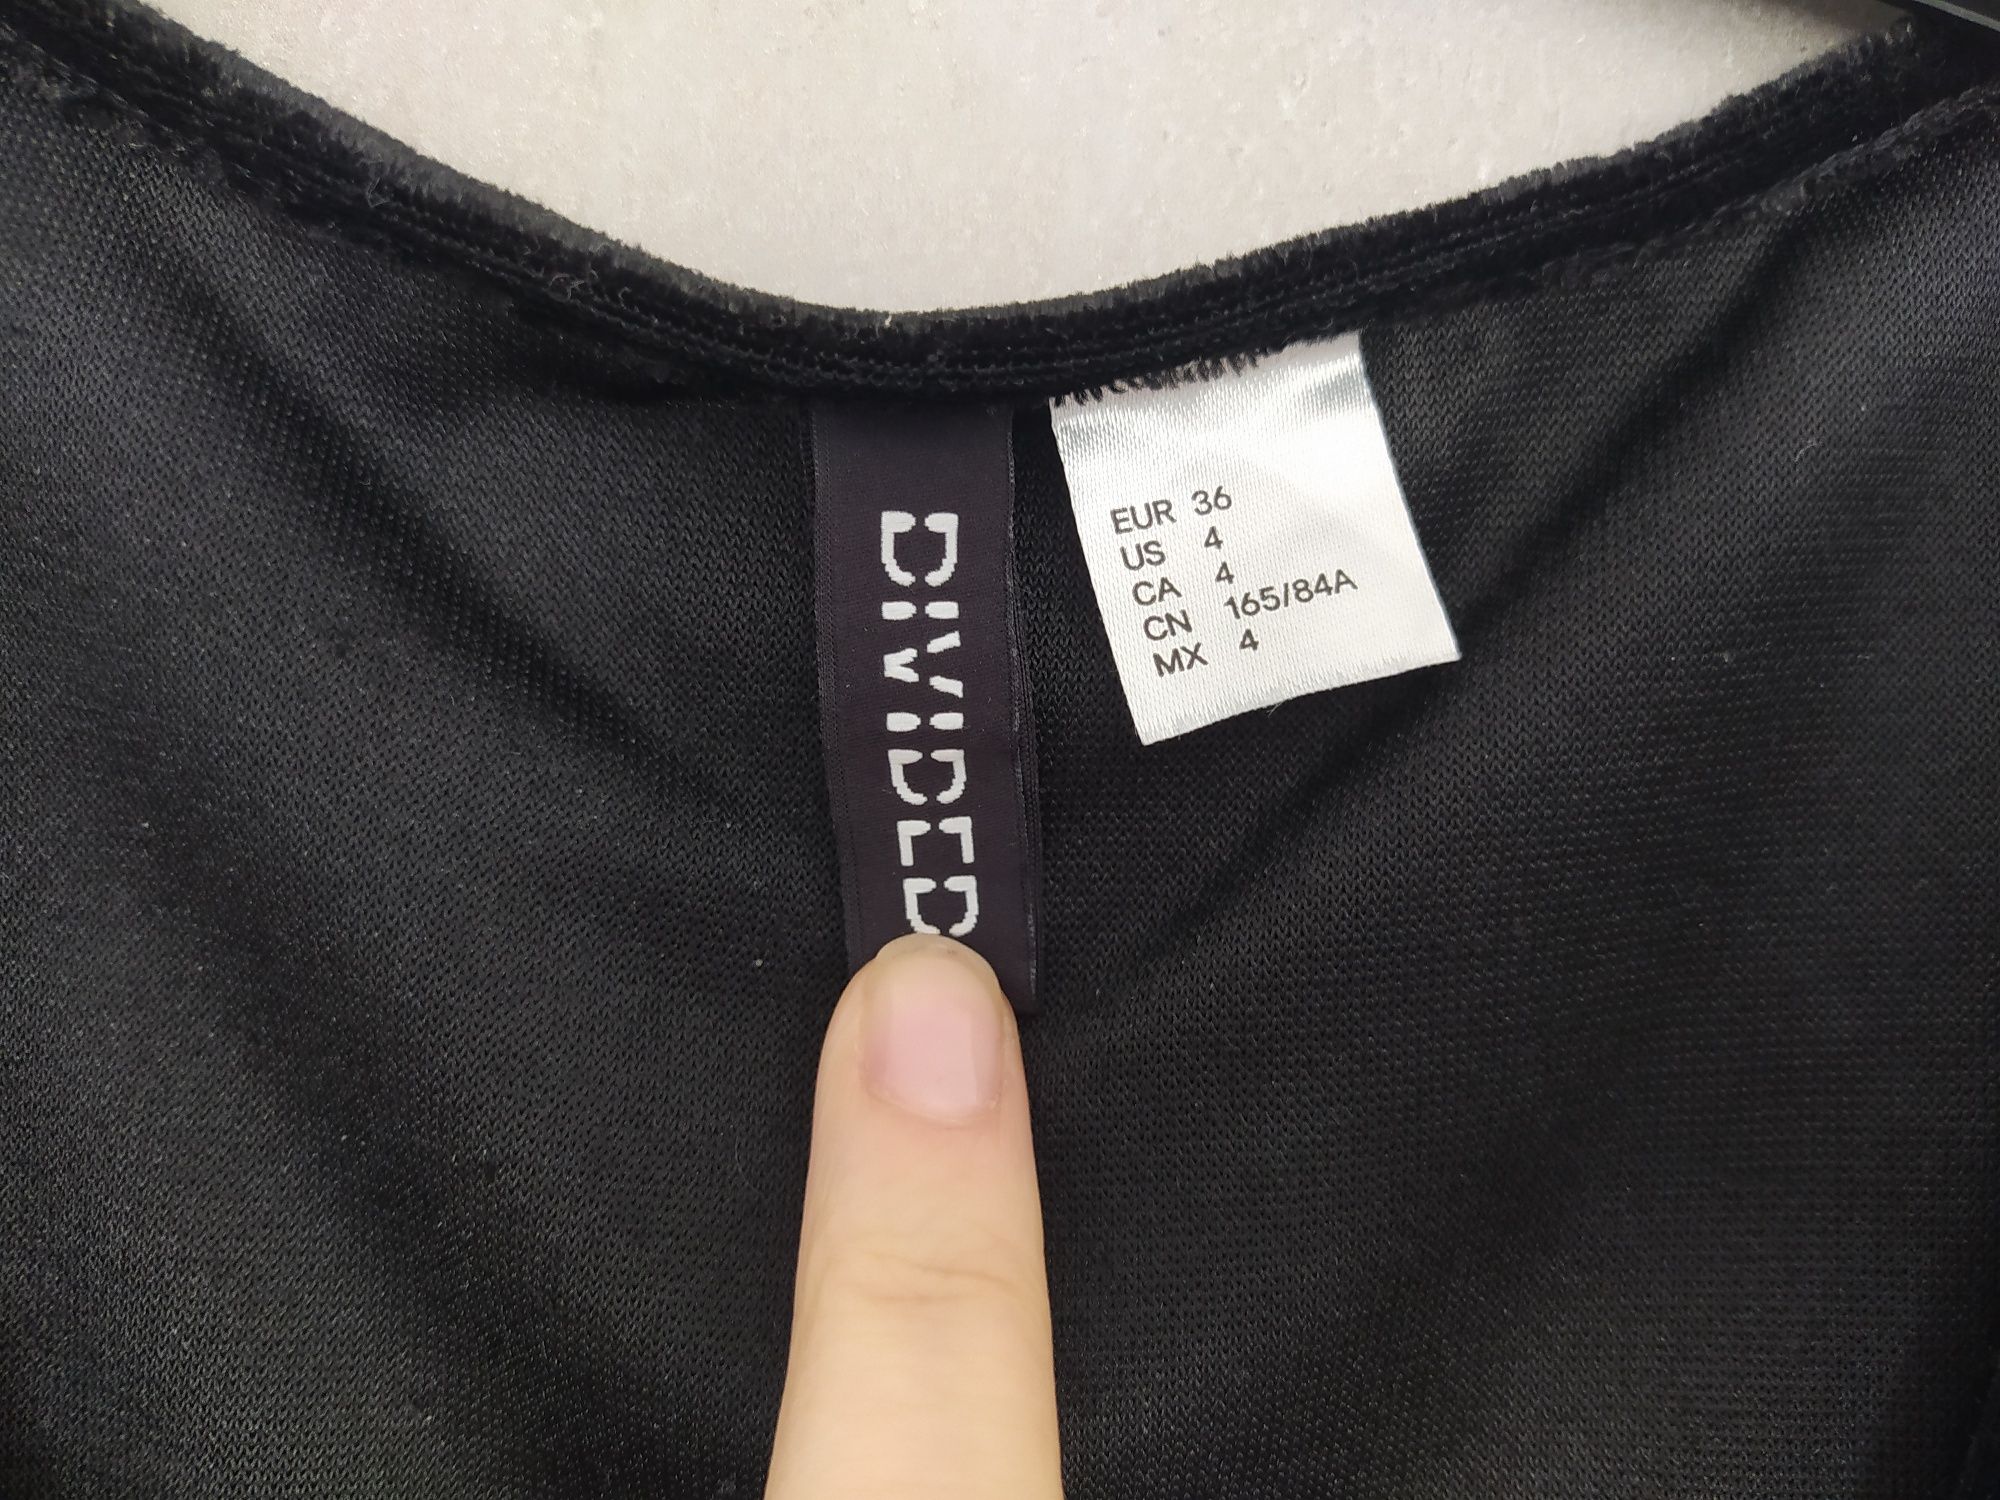 DIVIDED
EUR 36
US 4
CA 4
CN 165/84A
MX 4